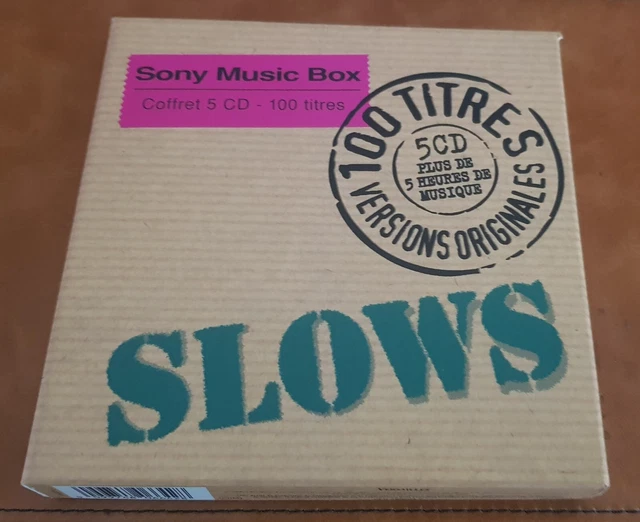 Sony Music Box
Coffret 5 CD - 100 titres
100 TITRES
5CD
PLUS DE
5 HEURES DE
MUSIQUE
VERSIONS ORIGINALES
SLOWS